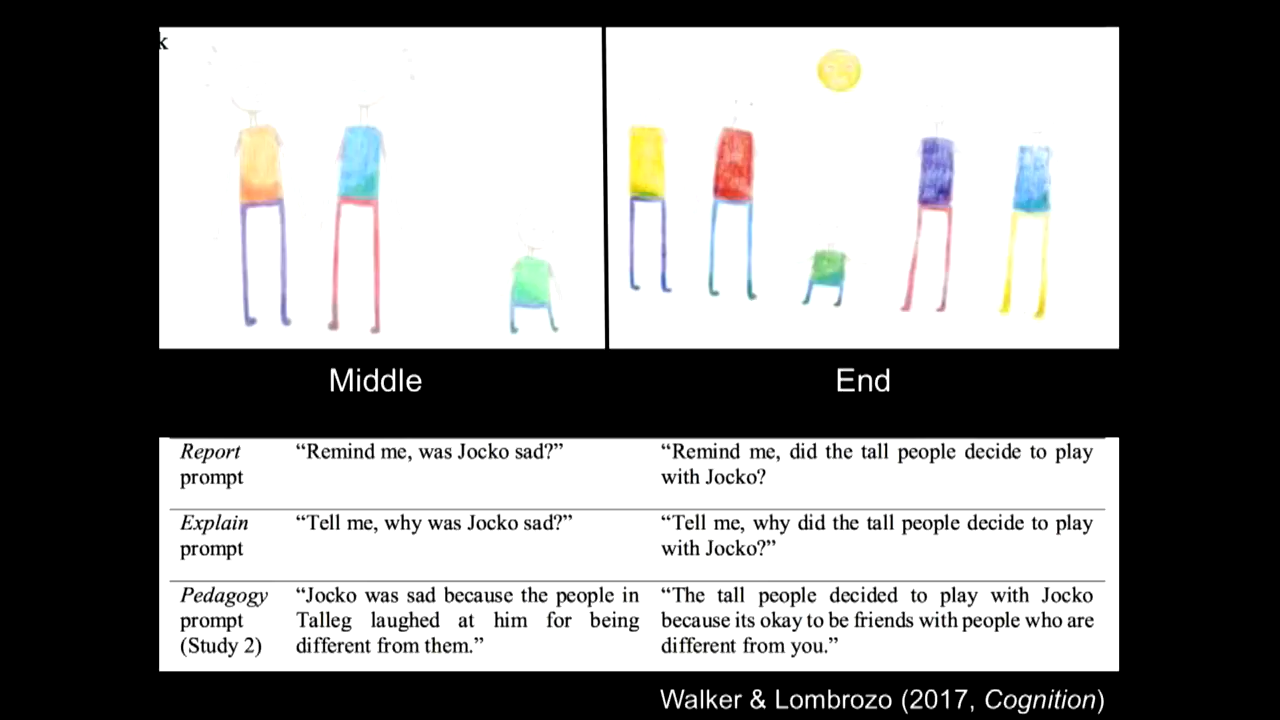 k
Middle
End
Report
prompt
“Remind me, was Jocko sad?”
“Remind me, did the tall people decide to play
with Jocko?
Explain
prompt
“Tell me, why was Jocko sad?”
“Tell me, why did the tall people decide to play
with Jocko?”
Pedagogy
prompt
(Study 2)
“Jocko was sad because the people in
Talleg laughed at him for being
different from them.”
“The tall people decided to play with Jocko
because its okay to be friends with people who are
different from you.”
Walker & Lombrozo (2017, Cognition)